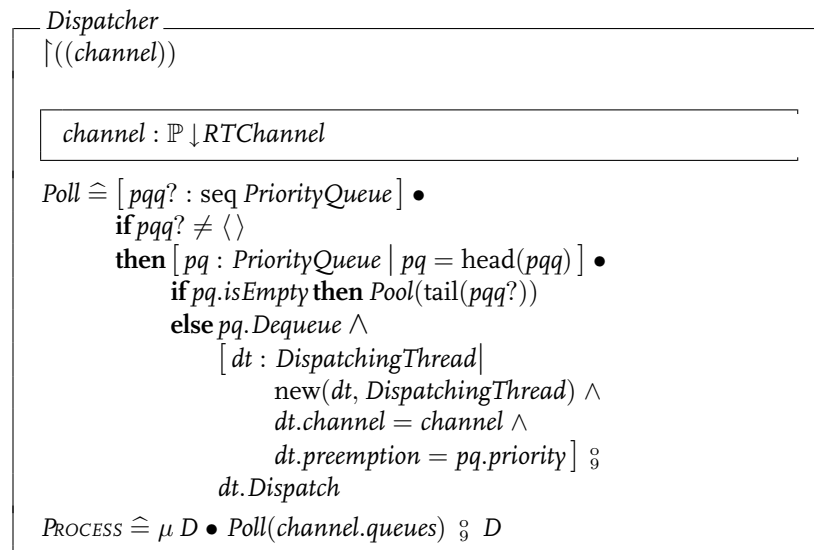 Dispatcher
↾((channel))
channel : ℙ ↓RTChannel
Poll ≙ [ pqq? : seq PriorityQueue ] •
if pqq? ≠ ⟨ ⟩
then [ pq : PriorityQueue | pq = head(pqq) ] •
if pq.isEmpty then Pool(tail(pqq?))
else pq.Dequeue ∧
[ dt : DispatchingThread|
new(dt, DispatchingThread) ∧
dt.channel = channel ∧
dt.preemption = pq.priority ] ⨾
dt.Dispatch
PROCESS ≙ μ D • Poll(channel.queues) ⨾ D